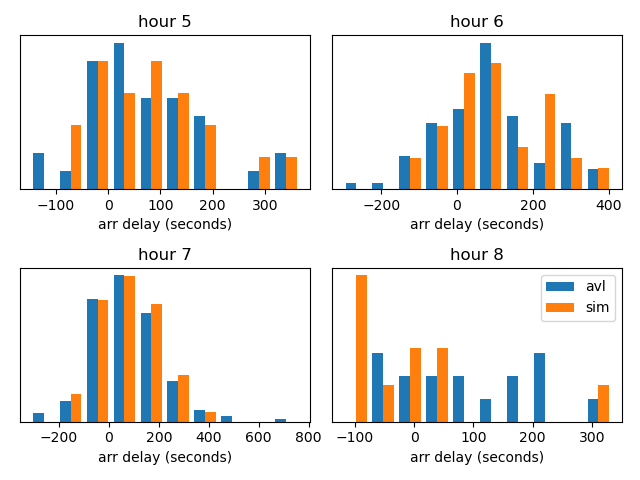 hour 5
hour 6
−100 0 100 200 300
−200 0 200 400
arr delay (seconds)
arr delay (seconds)
hour 7
hour 8
avl
sim
−200 0 200 400 600 800
−100 0 100 200 300
arr delay (seconds)
arr delay (seconds)